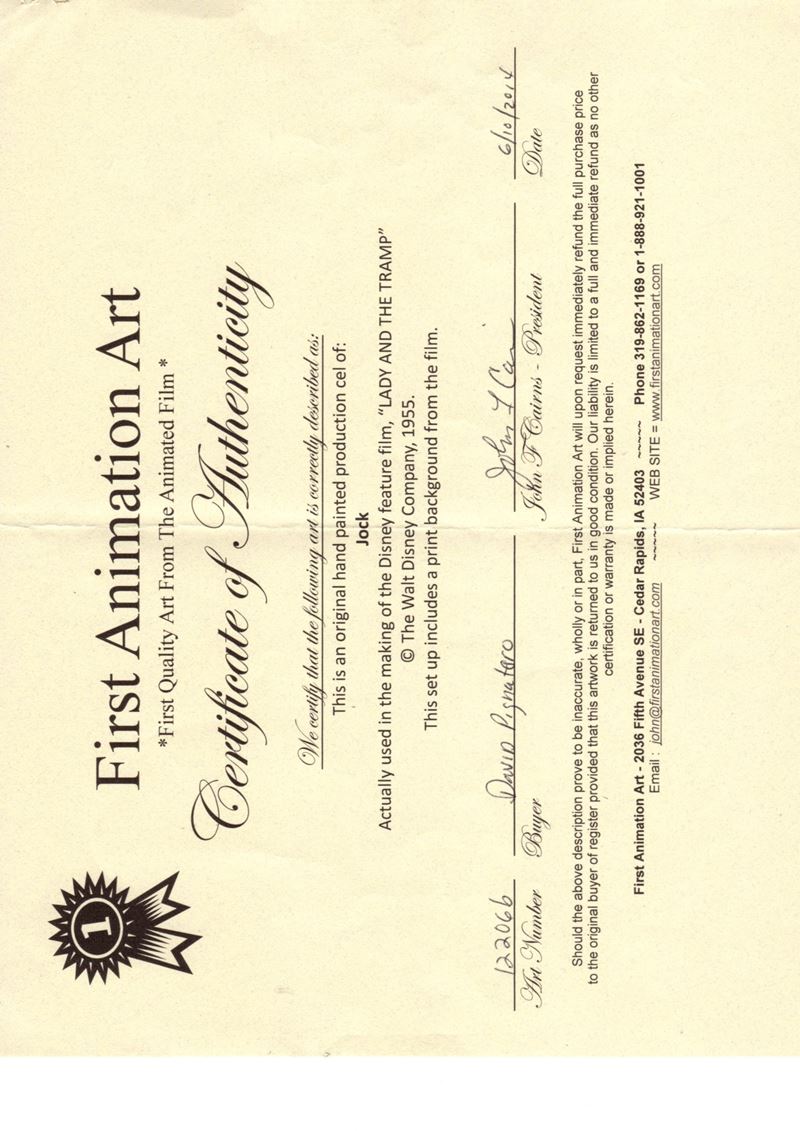 1
First Animation Art
*First Quality Art From The Animated Film *
Certificate of Authenticity
We certify that the following art is correctly described as:
This is an original hand painted production cel of:
Jock
Actually used in the making of the Disney feature film, “LADY AND THE TRAMP”
© The Walt Disney Company, 1955.
This set up includes a print background from the film.
12206b David Pignataro John F Ca 6/10/2014
Art Number Buyer John F Cairns - President Date
Should the above description prove to be inaccurate, wholly or in part, First Animation Art will upon request immediately refund the full purchase price
to the original buyer of register provided that this artwork is returned to us in good condition. Our liability is limited to a full and immediate refund as no other
certification or warranty is made or implied herein.
First Animation Art - 2036 Fifth Avenue SE - Cedar Rapids, IA 52403 ~~~~~ Phone 319-862-1169 or 1-888-921-1001
Email : john@firstanimationart.com ~~~~~ WEB SITE = www.firstanimationart.com